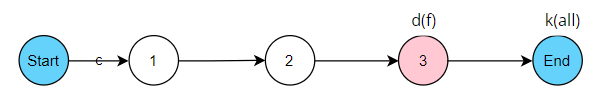 d(f)
k(all)
Start
c
1
2
3
End